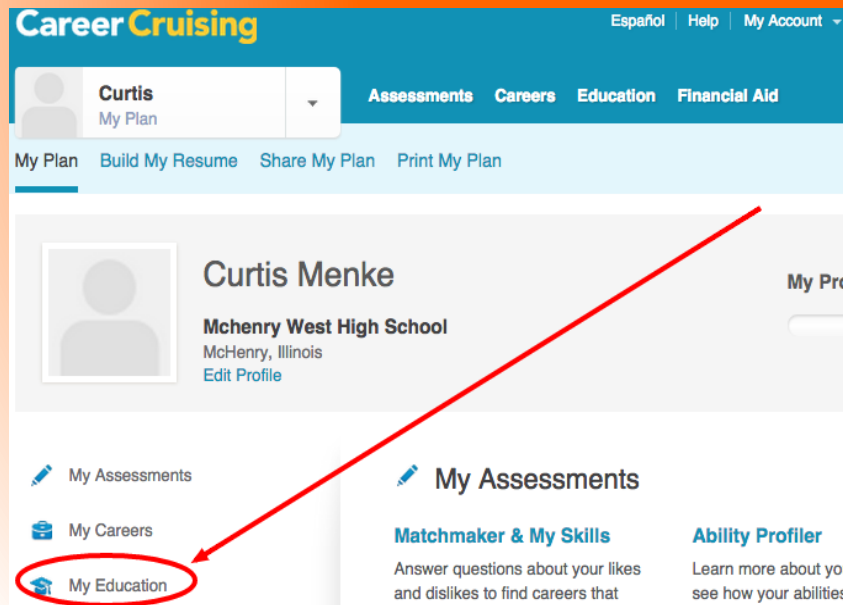 CareerCruising
Español Help My Account
Curtis
My Plan
Assessments Careers Education Financial Aid
My Plan Build My Resume Share My Plan Print My Plan
Curtis Menke
Mchenry West High School
McHenry, Illinois
Edit Profile
My Pro
My Assessments
My Careers
My Education
My Assessments
Matchmaker & My Skills
Answer questions about your likes
and dislikes to find careers that
Ability Profiler
Learn more about yo
see how your abilities